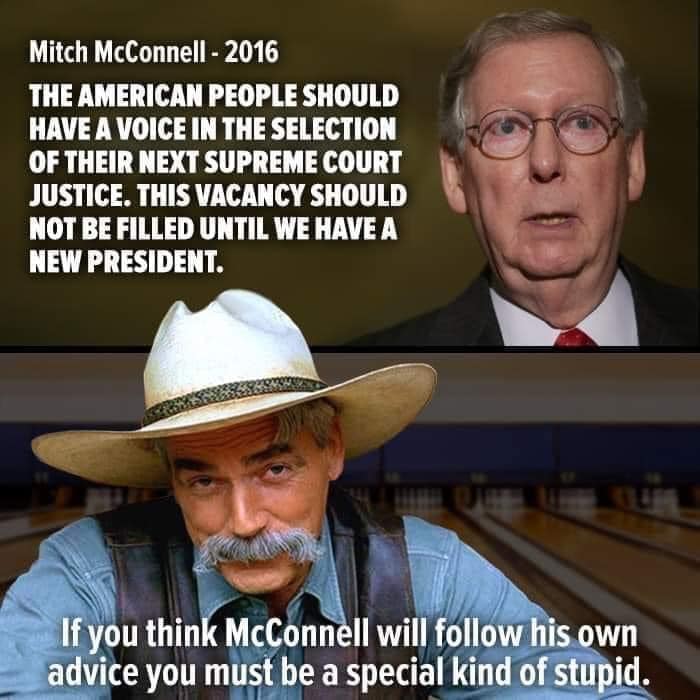 Mitch McConnell - 2016
THE AMERICAN PEOPLE SHOULD
HAVE A VOICE IN THE SELECTION
OF THEIR NEXT SUPREME COURT
JUSTICE. THIS VACANCY SHOULD
NOT BE FILLED UNTIL WE HAVE A
NEW PRESIDENT.
If you think McConnell will follow his own
advice you must be a special kind of stupid.